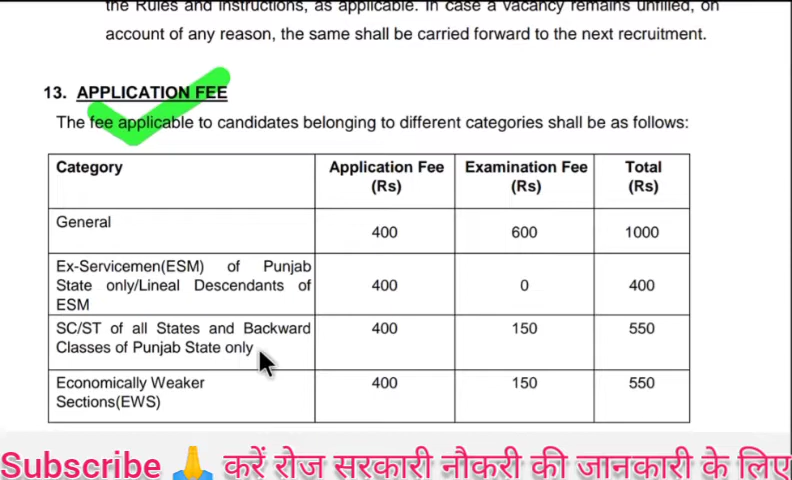 the Rules and instructions, as applicable. In case a vacancy remains unfilled, on
account of any reason, the same shall be carried forward to the next recruitment.
13. APPLICATION FEE
The fee applicable to candidates belonging to different categories shall be as follows:
Category Application Fee (Rs) Examination Fee (Rs) Total (Rs)
General 400 600 1000
Ex-Servicemen(ESM) of Punjab
State only/Lineal Descendants of 400 0 400
ESM
SC/ST of all States and Backward 400 150 550
Classes of Punjab State only
Economically Weaker 400 150 550
Sections(EWS)
Subscribe 🙏 करें रोज सरकारी नौकरी की जानकारी के लिए